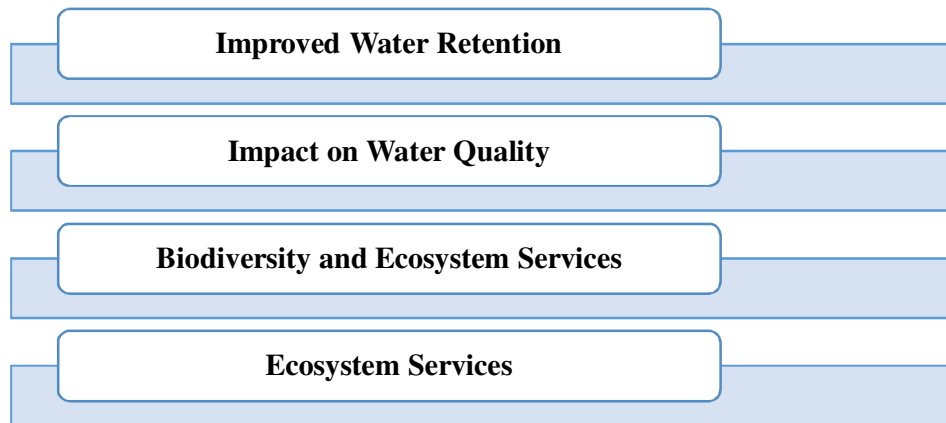 Improved Water Retention
Impact on Water Quality
Biodiversity and Ecosystem Services
Ecosystem Services